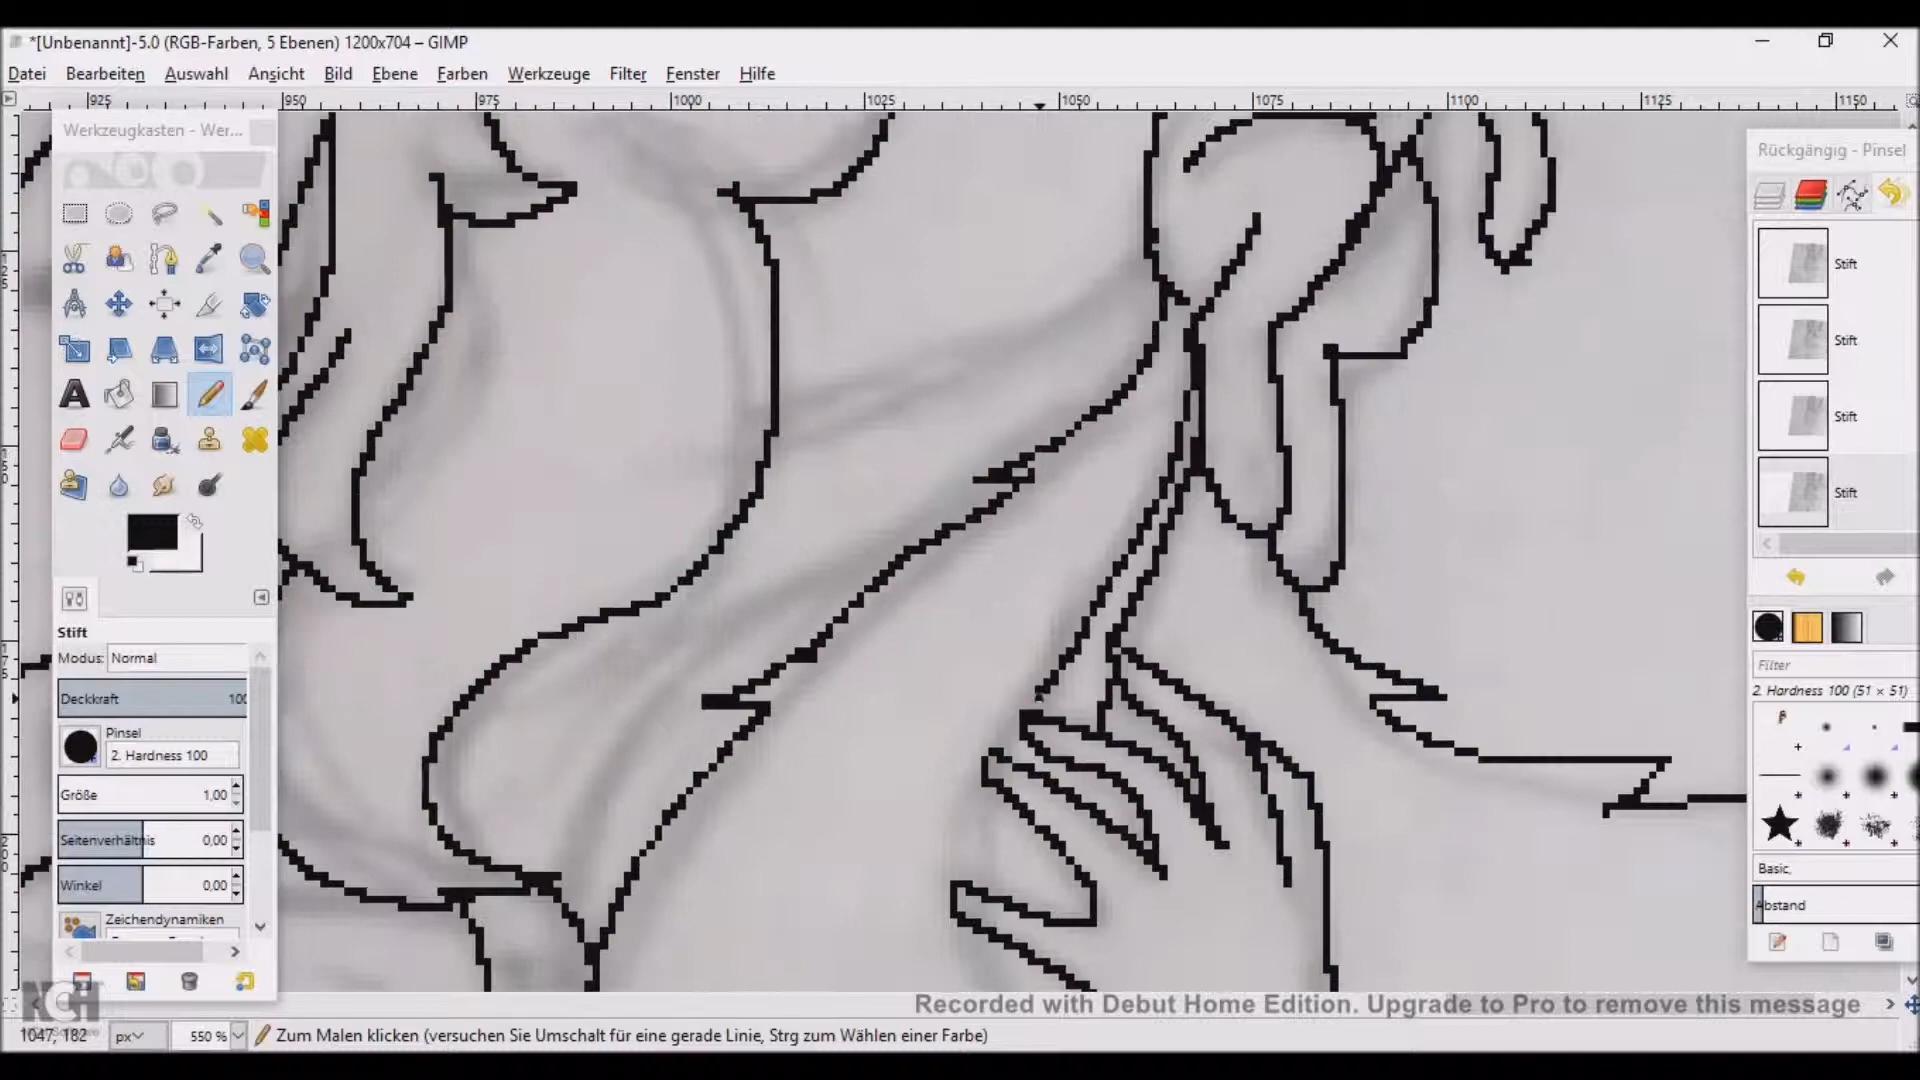 *[Unbenannt]-5.0 (RGB-Farben, 5 Ebenen) 1200x704 – GIMP
Datei Bearbeiten Auswahl Ansicht Bild Ebene Farben Werkzeuge Filter Fenster Hilfe
925 950 975 1000 1025 1050 1075 1100 1125 1150
Werkzeugkasten - Wer...
Rückgängig - Pinsel
Stift
Stift
Stift
Stift
Stift
Modus: Normal
Deckkraft 100
Pinsel
2. Hardness 100
Größe 1,00
Seitenverhältnis 0,00
Winkel 0,00
Zeichendynamiken
Filter
2. Hardness 100 (51 × 51)
Basic,
Abstand
NCH
Recorded with Debut Home Edition. Upgrade to Pro to remove this message
1047, 182 px 550 % Zum Malen klicken (versuchen Sie Umschalt für eine gerade Linie, Strg zum Wählen einer Farbe)